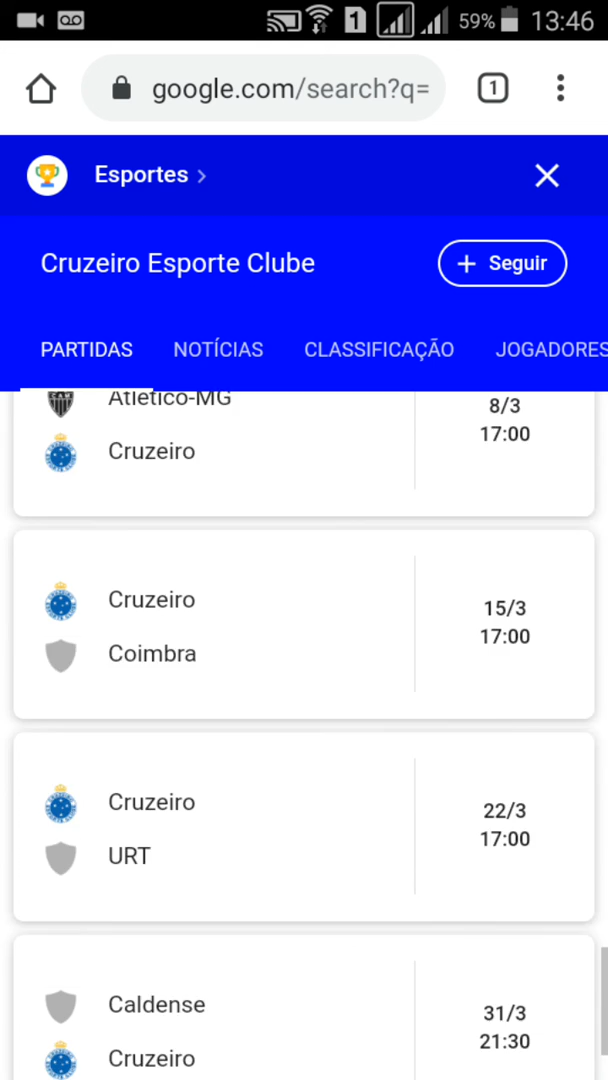 1 59% 13:46
google.com/search?q= 1
Esportes
Cruzeiro Esporte Clube
+ Seguir
PARTIDAS NOTÍCIAS CLASSIFICAÇÃO JOGADORES
Atlético-MG
8/3
17:00
Cruzeiro
Cruzeiro
15/3
17:00
Coimbra
Cruzeiro
22/3
17:00
URT
Caldense
31/3
21:30
Cruzeiro